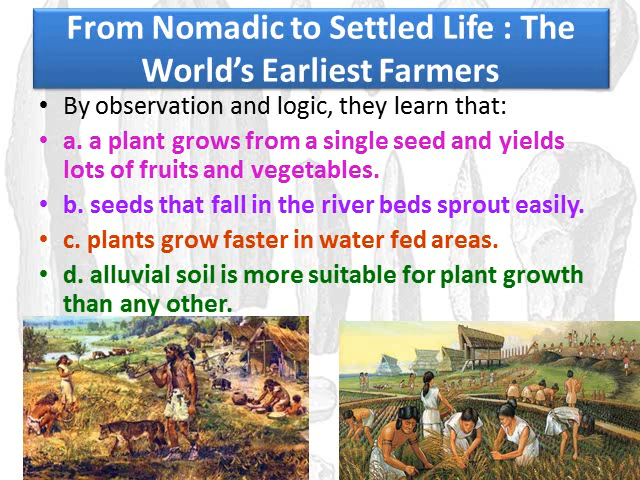 From Nomadic to Settled Life : The
World's Earliest Farmers
• By observation and logic, they learn that:
• a. a plant grows from a single seed and yields
lots of fruits and vegetables.
• b. seeds that fall in the river beds sprout easily.
• c. plants grow faster in water fed areas.
• d. alluvial soil is more suitable for plant growth
than any other.